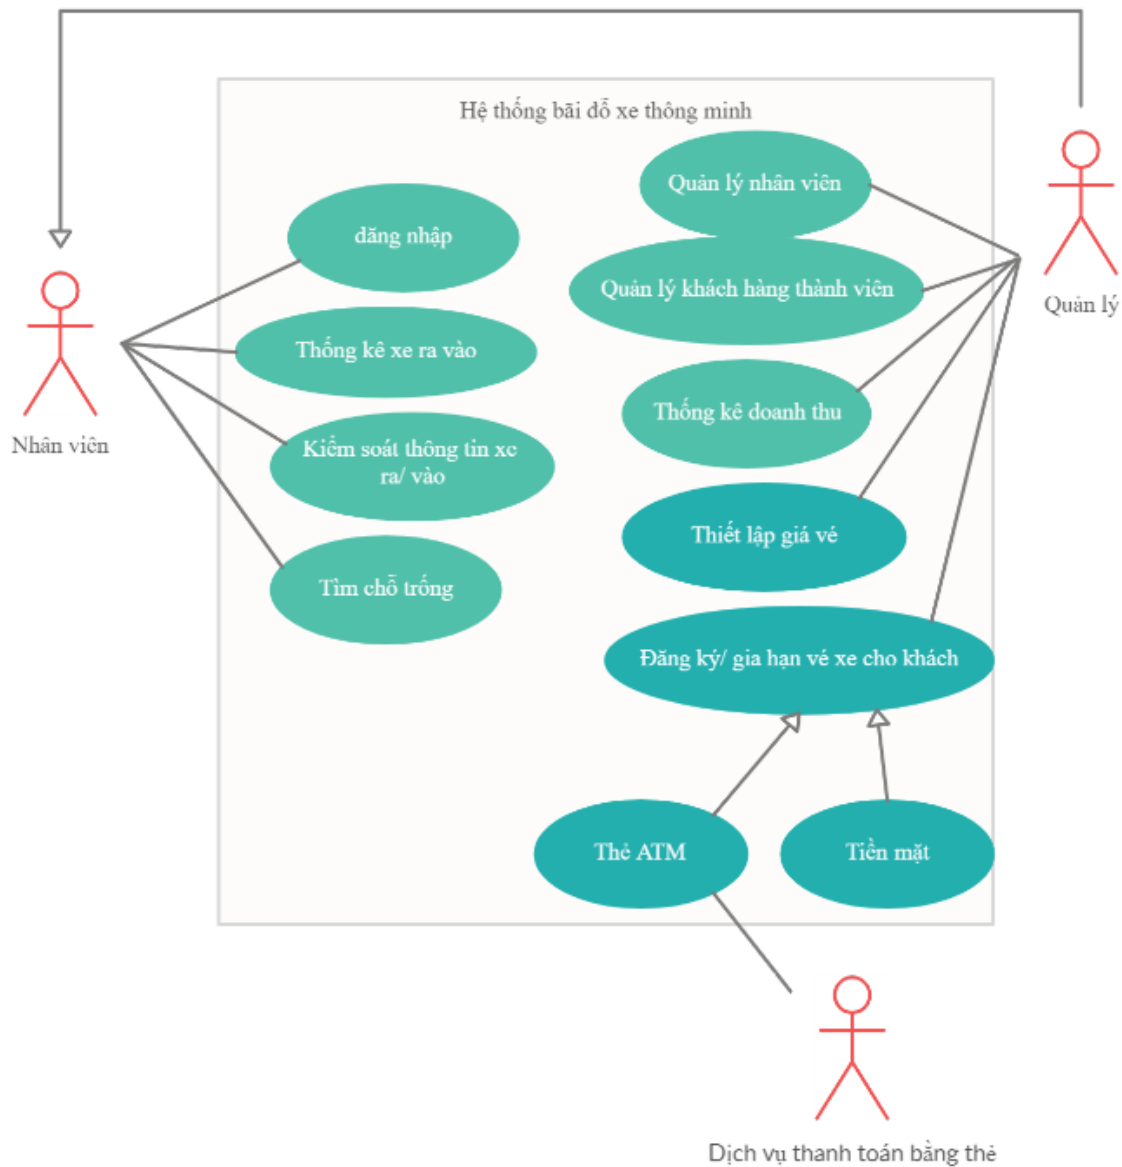 Hệ thống bãi đỗ xe thông minh
Quản lý nhân viên
đăng nhập
Quản lý khách hàng thành viên
Quản lý
Thống kê xe ra vào
Thống kê doanh thu
Nhân viên
Kiểm soát thông tin xe
ra/ vào
Thiết lập giá vé
Tìm chỗ trống
Đăng ký/ gia hạn vé xe cho khách
Thẻ ATM
Tiền mặt
Dịch vụ thanh toán bằng thẻ